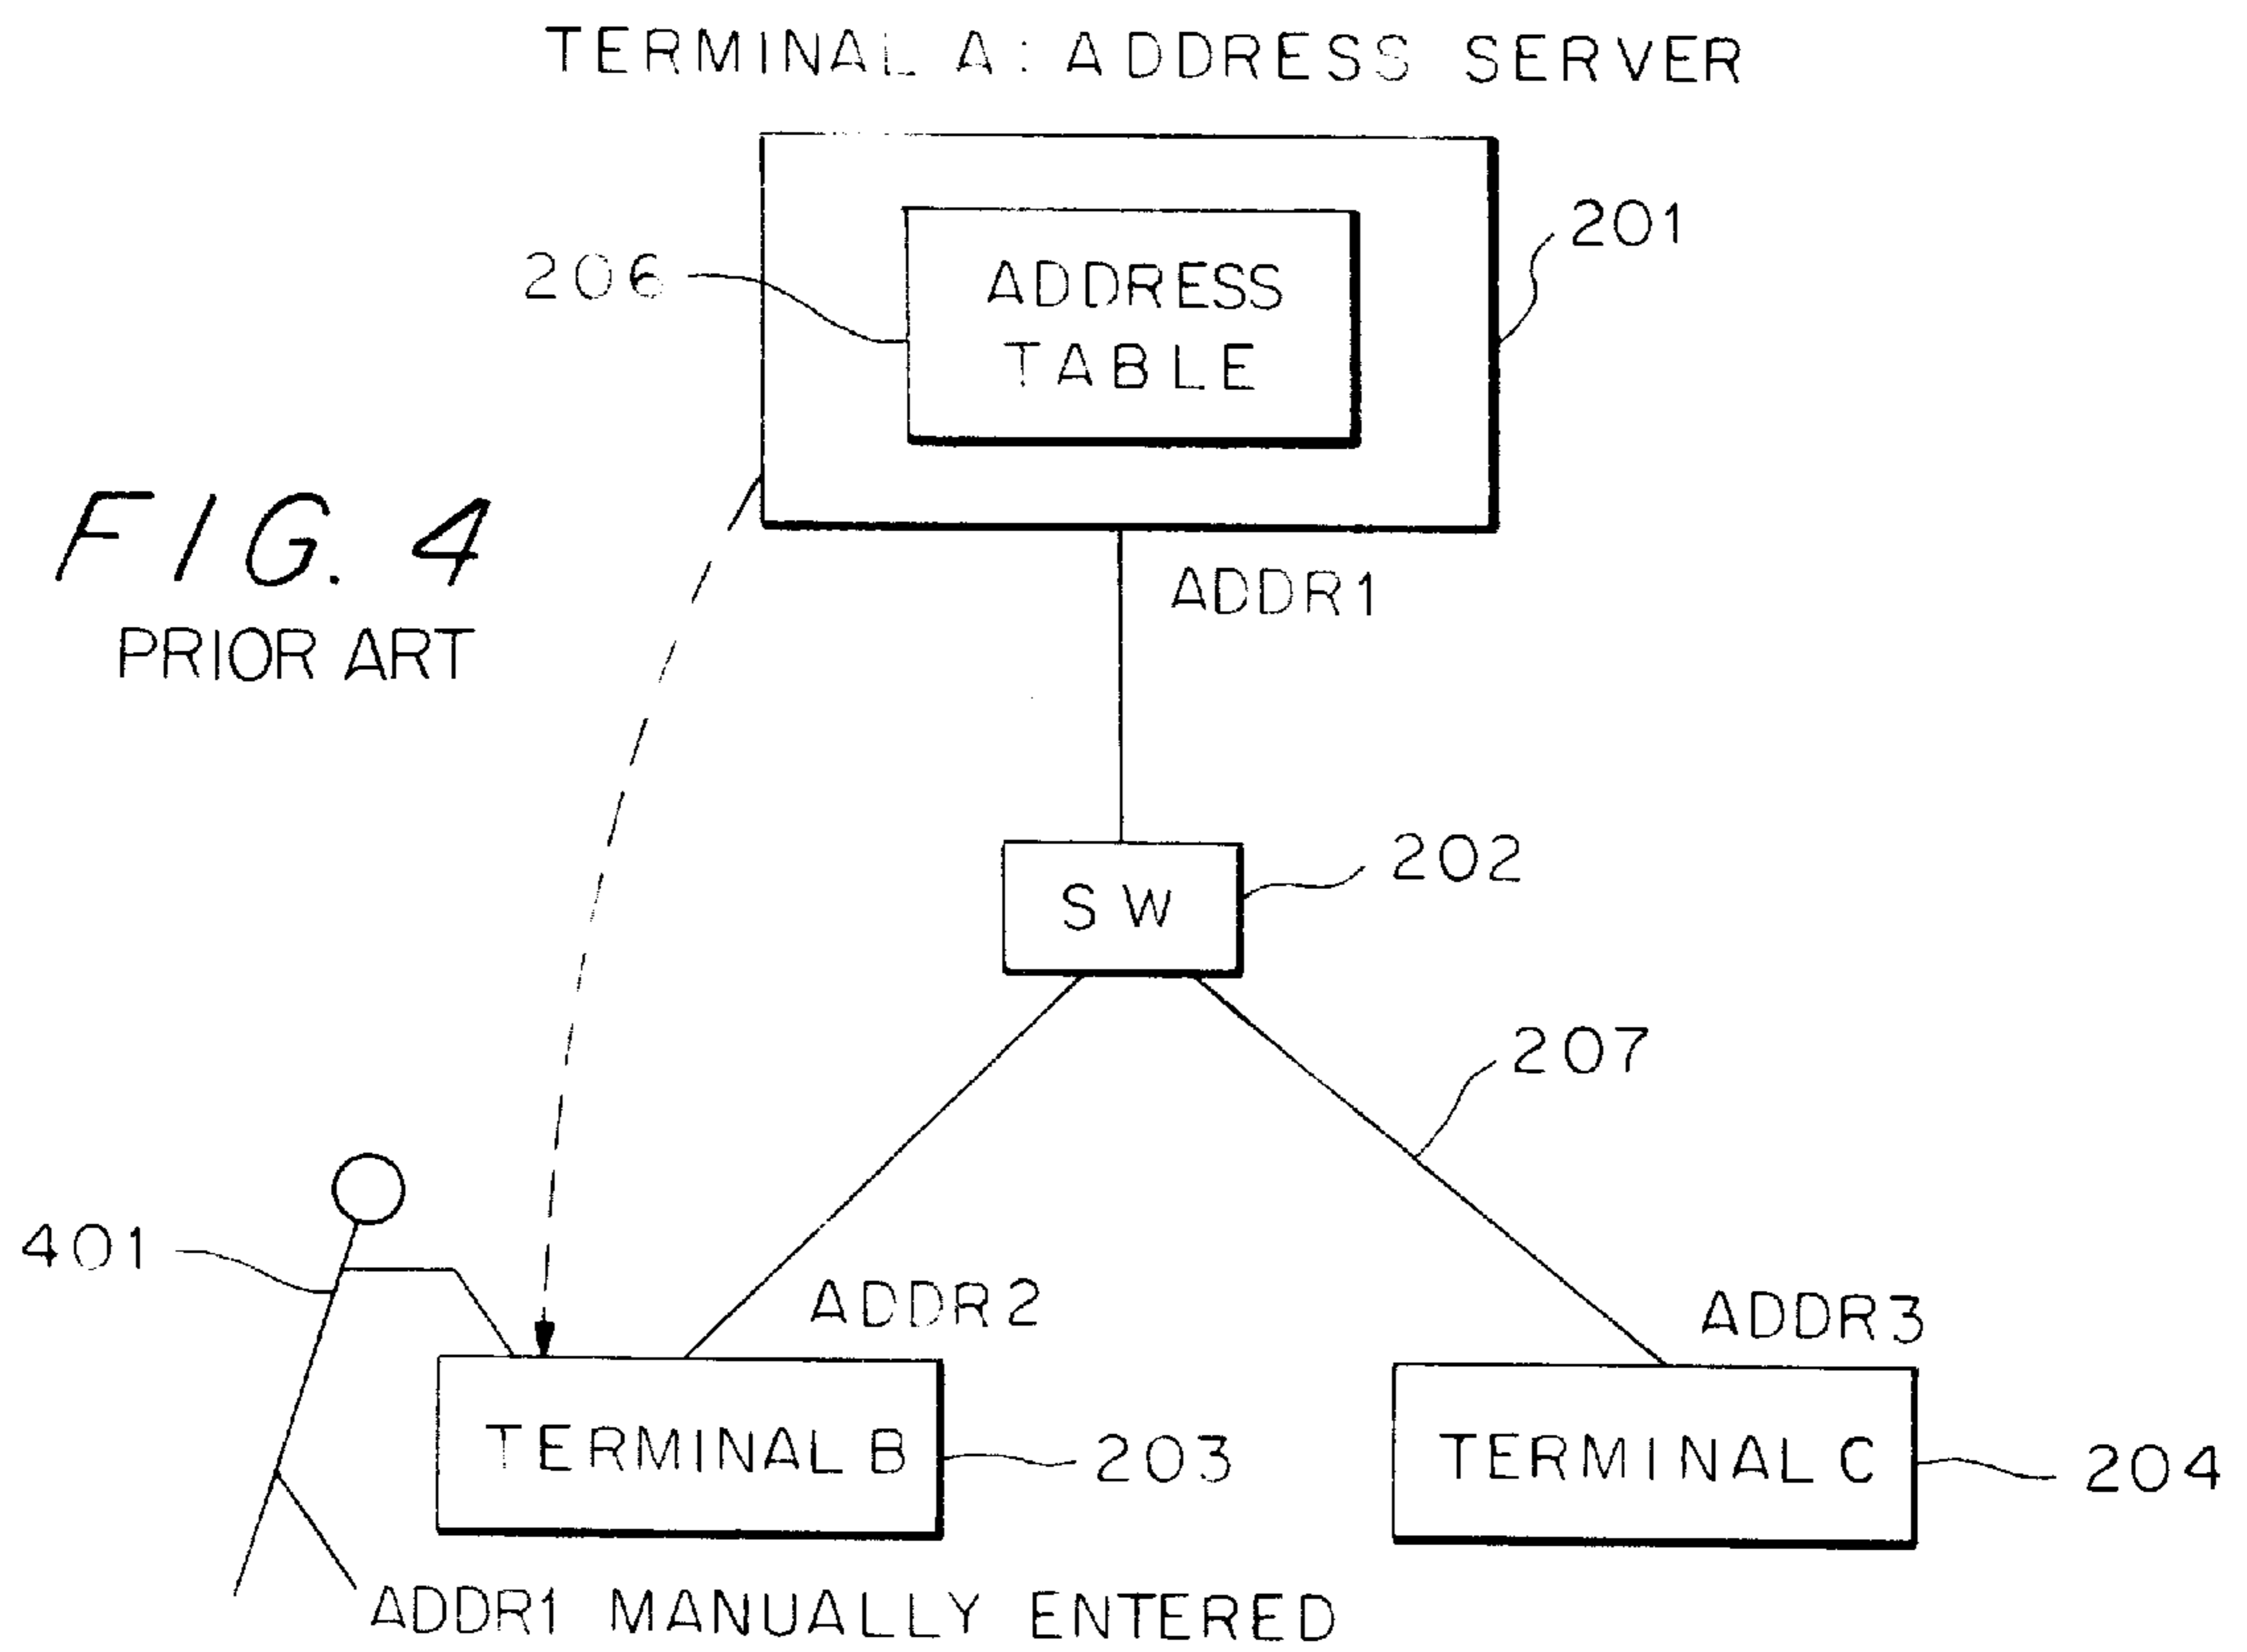 TERMINAL A: ADDRESS SERVER
201
206
ADDRESS
TABLE
FIG. 4
PRIOR ART
ADDR1
SW
202
207
401
ADDR2
ADDR3
TERMINAL B
203
TERMINAL C
204
ADDR1 MANUALLY ENTERED